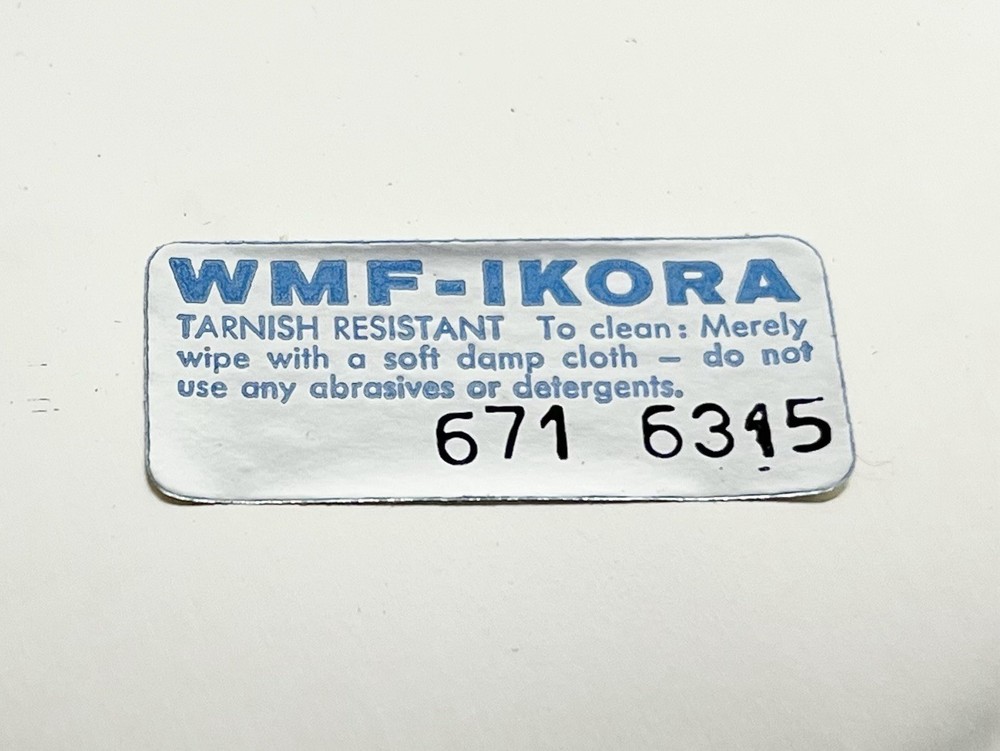 WMF-IKORA
TARNISH RESISTANT To clean: Merely
wipe with a soft damp cloth — do not
use any abrasives or detergents.
671 6315